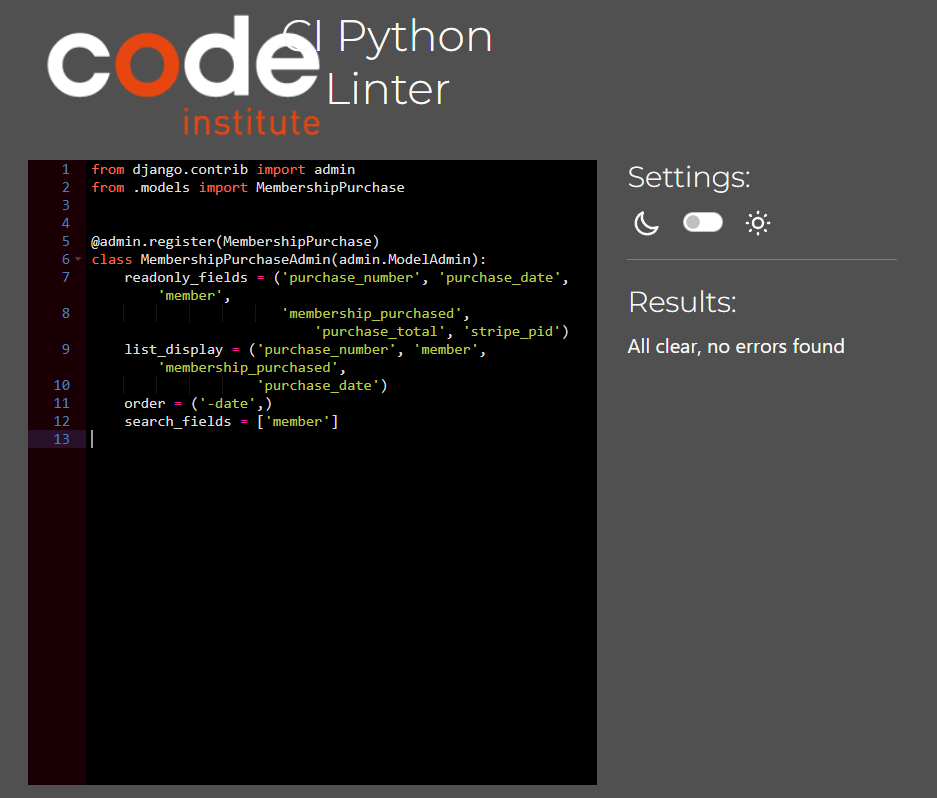 code
institute
CI Python
Linter
1 from django.contrib import admin
2 from .models import MembershipPurchase
3
4
5 @admin.register(MembershipPurchase)
6 class MembershipPurchaseAdmin(admin.ModelAdmin):
7 readonly_fields = ('purchase_number', 'purchase_date',
'member',
8 'membership_purchased',
'purchase_total', 'stripe_pid')
9 list_display = ('purchase_number', 'member',
'membership_purchased',
10 'purchase_date')
11 order = ('-date',)
12 search_fields = ['member']
13
Settings:
Results:
All clear, no errors found